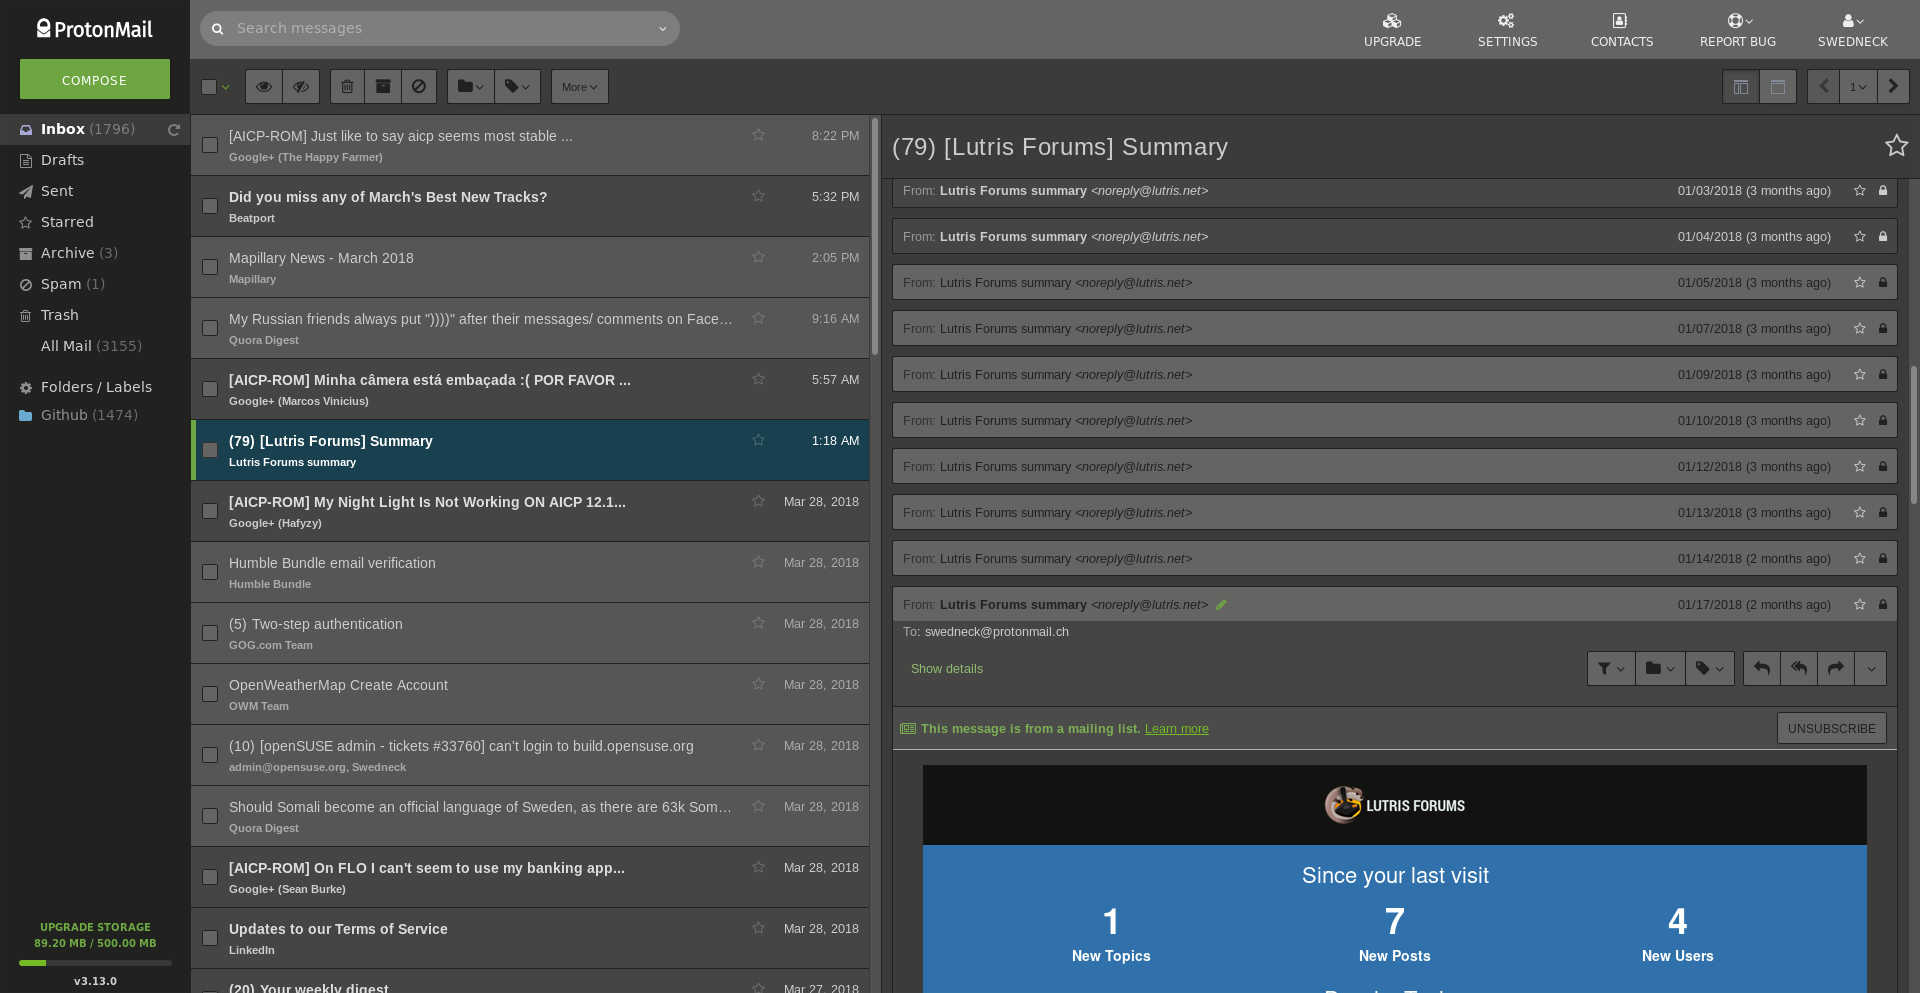 ProtonMail
Search messages
UPGRADE
SETTINGS
CONTACTS
REPORT BUG
SWEDNECK
COMPOSE
More
1
Inbox (1796)
Drafts
Sent
Starred
Archive (3)
Spam (1)
Trash
All Mail (3155)
Folders / Labels
Github (1474)
UPGRADE STORAGE
89.20 MB / 500.00 MB
v3.13.0
[AICP-ROM] Just like to say aicp seems most stable ... 8:22 PM
Google+ (The Happy Farmer)
Did you miss any of March's Best New Tracks? 5:32 PM
Beatport
Mapillary News - March 2018 2:05 PM
Mapillary
My Russian friends always put "))))" after their messages/ comments on Face... 9:16 AM
Quora Digest
[AICP-ROM] Minha câmera está embaçada :( POR FAVOR ... 5:57 AM
Google+ (Marcos Vinicius)
(79) [Lutris Forums] Summary 1:18 AM
Lutris Forums summary
[AICP-ROM] My Night Light Is Not Working ON AICP 12.1... Mar 28, 2018
Google+ (Hafyzy)
Humble Bundle email verification Mar 28, 2018
Humble Bundle
(5) Two-step authentication Mar 28, 2018
GOG.com Team
OpenWeatherMap Create Account Mar 28, 2018
OWM Team
(10) [openSUSE admin - tickets #33760] can't login to build.opensuse.org Mar 28, 2018
admin@opensuse.org, Swedneck
Should Somali become an official language of Sweden, as there are 63k Som... Mar 28, 2018
Quora Digest
[AICP-ROM] On FLO I can't seem to use my banking app... Mar 28, 2018
Google+ (Sean Burke)
Updates to our Terms of Service Mar 28, 2018
LinkedIn
(20) Your weekly digest Mar 27, 2018
(79) [Lutris Forums] Summary
From: Lutris Forums summary <noreply@lutris.net> 01/03/2018 (3 months ago)
From: Lutris Forums summary <noreply@lutris.net> 01/04/2018 (3 months ago)
From: Lutris Forums summary <noreply@lutris.net> 01/05/2018 (3 months ago)
From: Lutris Forums summary <noreply@lutris.net> 01/07/2018 (3 months ago)
From: Lutris Forums summary <noreply@lutris.net> 01/09/2018 (3 months ago)
From: Lutris Forums summary <noreply@lutris.net> 01/10/2018 (3 months ago)
From: Lutris Forums summary <noreply@lutris.net> 01/12/2018 (3 months ago)
From: Lutris Forums summary <noreply@lutris.net> 01/13/2018 (3 months ago)
From: Lutris Forums summary <noreply@lutris.net> 01/14/2018 (2 months ago)
From: Lutris Forums summary <noreply@lutris.net> 01/17/2018 (2 months ago)
To: swedneck@protonmail.ch
Show details
This message is from a mailing list. Learn more
UNSUBSCRIBE
LUTRIS FORUMS
Since your last visit
1 7 4
New Topics New Posts New Users